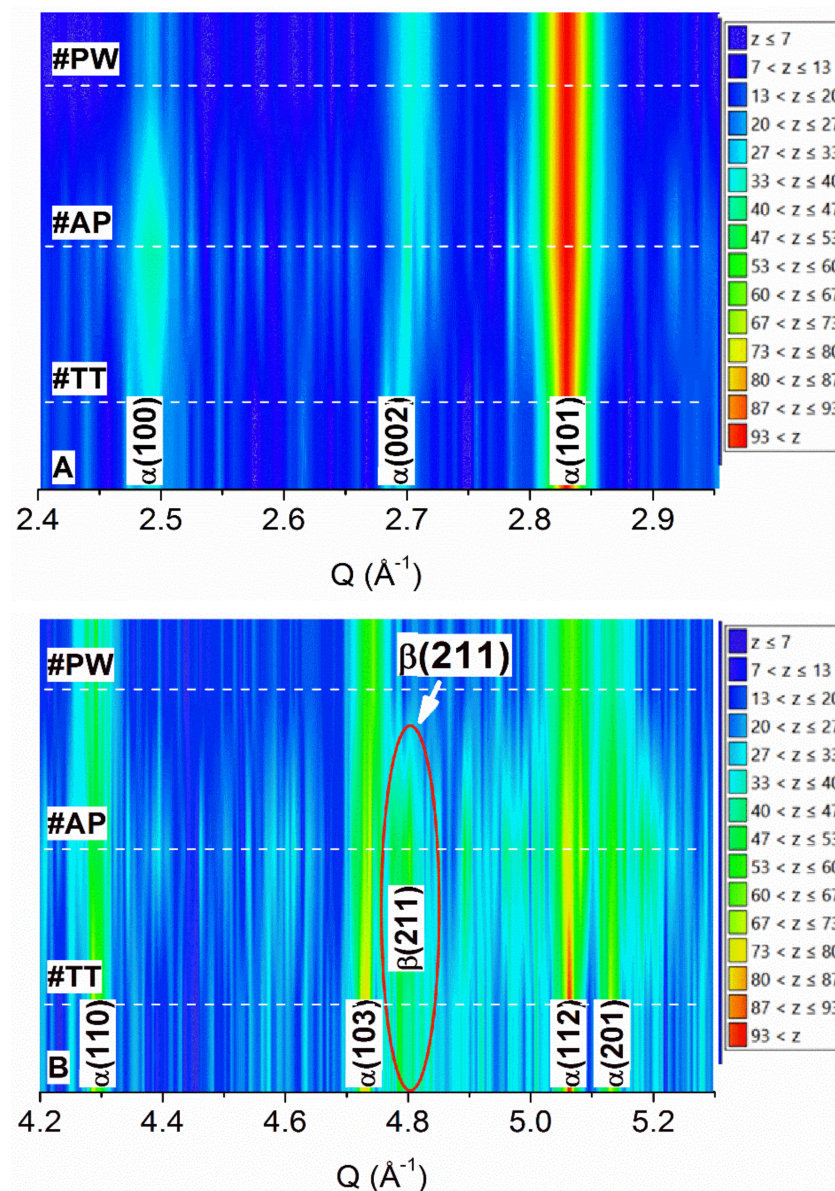 #PW
#AP
#TT
α(100)
α(002)
α(101)
A
2.4 2.5 2.6 2.7 2.8 2.9
Q (Å⁻¹)
z ≤ 7
7 < z ≤ 13
13 < z ≤ 20
20 < z ≤ 27
27 < z ≤ 33
33 < z ≤ 40
40 < z ≤ 47
47 < z ≤ 53
53 < z ≤ 60
60 < z ≤ 67
67 < z ≤ 73
73 < z ≤ 80
80 < z ≤ 87
87 < z ≤ 93
93 < z
#PW
β(211)
#AP
β(211)
#TT
α(110)
α(103)
α(112)
α(201)
B
4.2 4.4 4.6 4.8 5.0 5.2
Q (Å⁻¹)
z ≤ 7
7 < z ≤ 13
13 < z ≤ 20
20 < z ≤ 27
27 < z ≤ 33
33 < z ≤ 40
40 < z ≤ 47
47 < z ≤ 53
53 < z ≤ 60
60 < z ≤ 67
67 < z ≤ 73
73 < z ≤ 80
80 < z ≤ 87
87 < z ≤ 93
93 < z